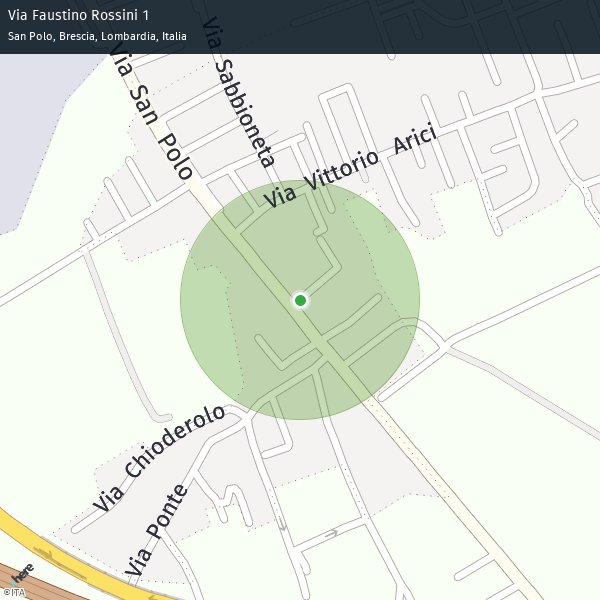 Via Faustino Rossini 1
San Polo, Brescia, Lombardia, Italia
Via San Polo
Via Sabbioneta
Via Vittorio Arici
Via Chioderolo
Via Ponte
here
©ITA